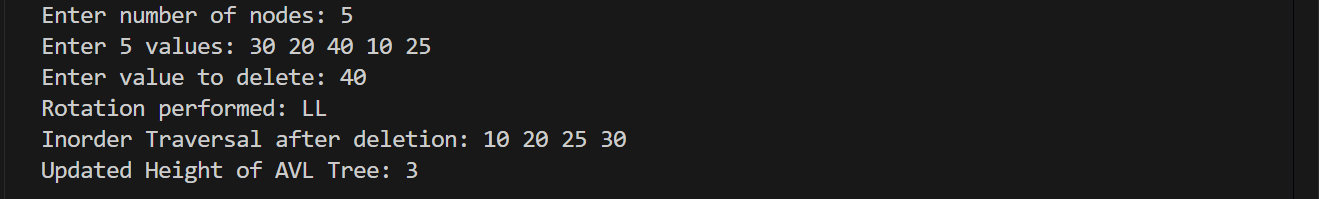 Enter number of nodes: 5
Enter 5 values: 30 20 40 10 25
Enter value to delete: 40
Rotation performed: LL
Inorder Traversal after deletion: 10 20 25 30
Updated Height of AVL Tree: 3